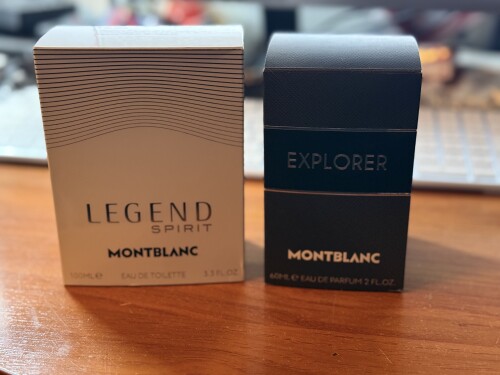 LEGEND
SPIRIT
MONTBLANC
100ML e EAU DE TOILETTE 3.3 FL.OZ.
EXPLORER
MONTBLANC
60ML e EAU DE PARFUM 2 FL.OZ.